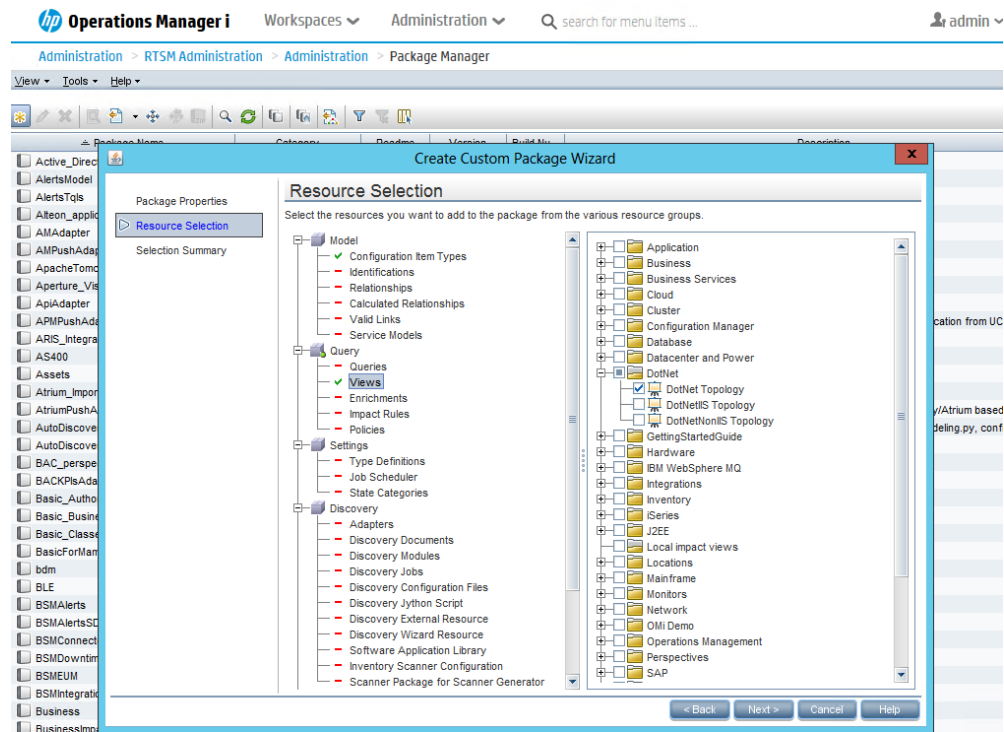 hp Operations Manager i Workspaces Administration search for menu items ... admin
Administration > RTSM Administration > Administration > Package Manager
View Tools Help
Package Name Category Readme Version Build Nu Description
Create Custom Package Wizard
Active_Direc
AlertsModel
AlertsTqls
Alteon_applic
AMAdapter
AMPushAdap
ApacheTomc
Aperture_Vis
ApiAdapter
APMPushAda
cation from UC
ARIS_Integra
AS400
Assets
Atrium_Impor
AtriumPushA
y/Atrium based
AutoDiscove
deling.py, confi
AutoDiscove
BAC_perspe
BACKPIsAda
Basic_Autho
Basic_Busine
Basic_Classe
BasicForMam
bdm
BLE
BSMAlerts
BSMAlertsSD
BSMConnect
BSMDowntim
BSMEUM
BSMIntegratio
Business
BusinessImpa
Package Properties
Resource Selection
Selection Summary
Resource Selection
Select the resources you want to add to the package from the various resource groups.
Model
Configuration Item Types
Identifications
Relationships
Calculated Relationships
Valid Links
Service Models
Query
Queries
Views
Enrichments
Impact Rules
Policies
Settings
Type Definitions
Job Scheduler
State Categories
Discovery
Adapters
Discovery Documents
Discovery Modules
Discovery Jobs
Discovery Configuration Files
Discovery Jython Script
Discovery External Resource
Discovery Wizard Resource
Software Application Library
Inventory Scanner Configuration
Scanner Package for Scanner Generator
Application
Business
Business Services
Cloud
Cluster
Configuration Manager
Database
Datacenter and Power
DotNet
DotNet Topology
DotNetIIS Topology
DotNetNonIIS Topology
GettingStartedGuide
Hardware
IBM WebSphere MQ
Integrations
Inventory
iSeries
J2EE
Local impact views
Locations
Mainframe
Monitors
Network
OMi Demo
Operations Management
Perspectives
SAP
< Back Next > Cancel Help